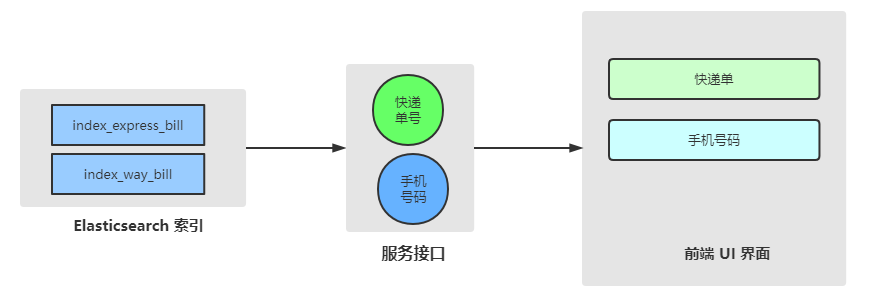 index_express_bill
index_way_bill
Elasticsearch 索引
快递
单号
手机
号码
服务接口
快递单
手机号码
前端 UI 界面